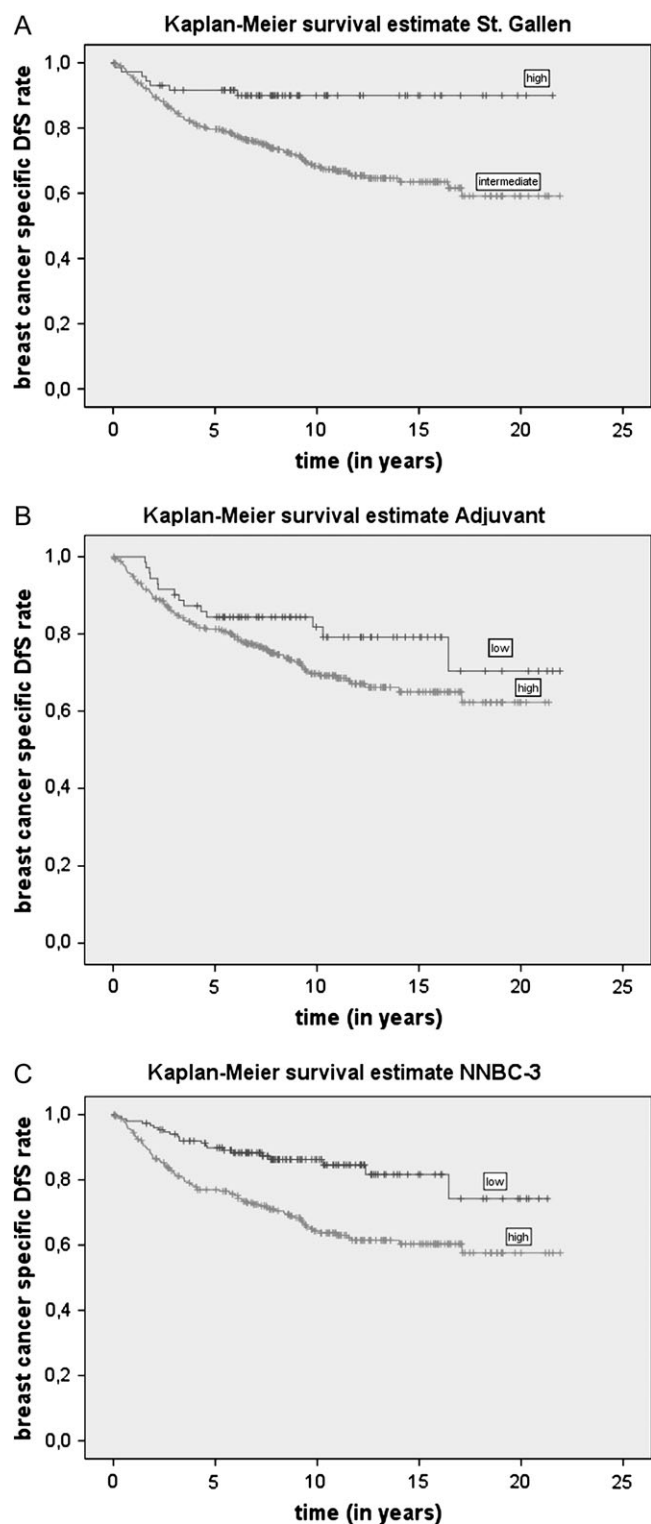 A
Kaplan-Meier survival estimate St. Gallen
breast cancer specific DfS rate
1,0
0,8
0,6
0,4
0,2
0,0
high
intermediate
0 5 10 15 20 25
time (in years)
B
Kaplan-Meier survival estimate Adjuvant
breast cancer specific DfS rate
1,0
0,8
0,6
0,4
0,2
0,0
low
high
0 5 10 15 20 25
time (in years)
C
Kaplan-Meier survival estimate NNBC-3
breast cancer specific DfS rate
1,0
0,8
0,6
0,4
0,2
0,0
low
high
0 5 10 15 20 25
time (in years)